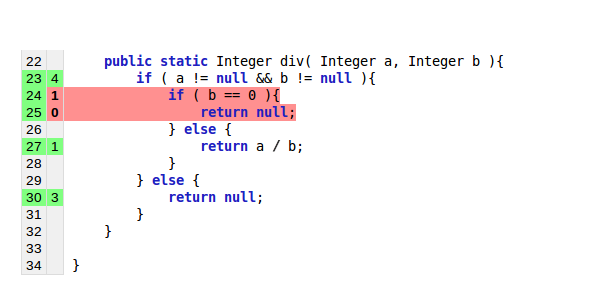 22 public static Integer div( Integer a, Integer b ){
23 4 if ( a != null && b != null ){
24 1 if ( b == 0 ){
25 0 return null;
26 } else {
27 1 return a / b;
28 }
29 } else {
30 3 return null;
31 }
32 }
33
34 }